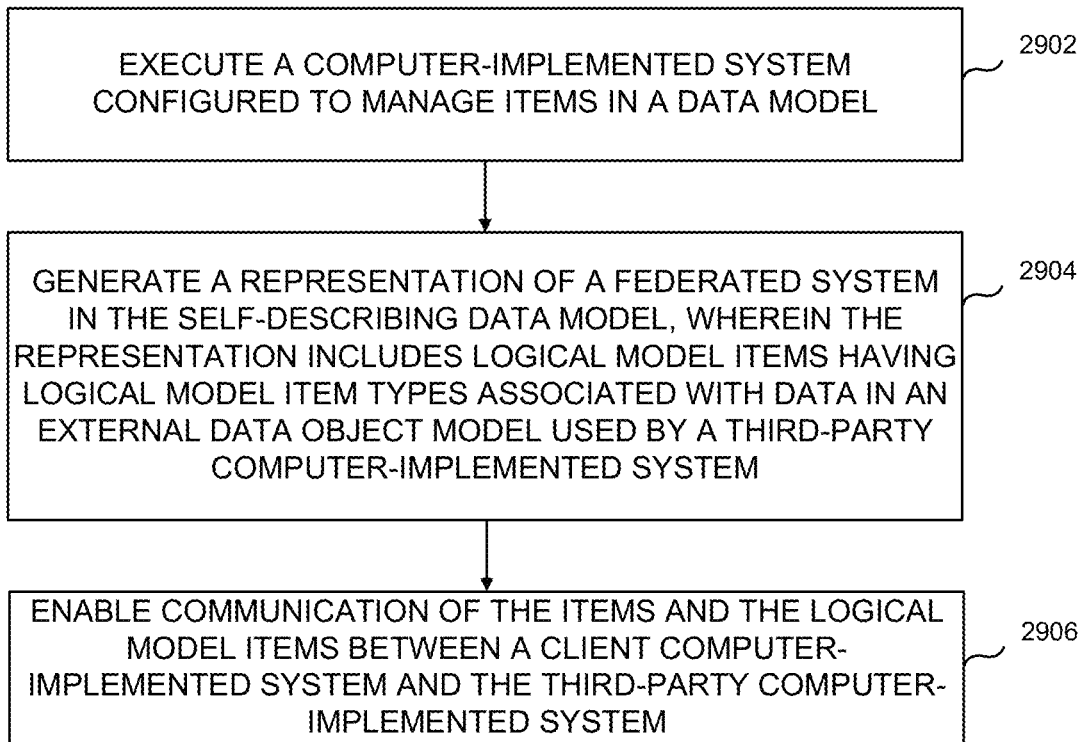 EXECUTE A COMPUTER-IMPLEMENTED SYSTEM
CONFIGURED TO MANAGE ITEMS IN A DATA MODEL
2902
GENERATE A REPRESENTATION OF A FEDERATED SYSTEM
IN THE SELF-DESCRIBING DATA MODEL, WHEREIN THE
REPRESENTATION INCLUDES LOGICAL MODEL ITEMS HAVING
LOGICAL MODEL ITEM TYPES ASSOCIATED WITH DATA IN AN
EXTERNAL DATA OBJECT MODEL USED BY A THIRD-PARTY
COMPUTER-IMPLEMENTED SYSTEM
2904
ENABLE COMMUNICATION OF THE ITEMS AND THE LOGICAL
MODEL ITEMS BETWEEN A CLIENT COMPUTER-
IMPLEMENTED SYSTEM AND THE THIRD-PARTY COMPUTER-
IMPLEMENTED SYSTEM
2906